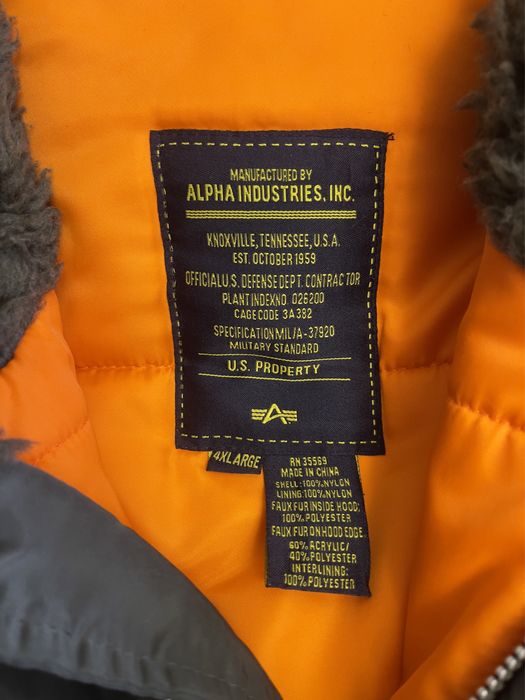 MANUFACTURED BY
ALPHA INDUSTRIES, INC.
KNOXVILLE, TENNESSEE, U.S.A.
EST. OCTOBER 1959
OFFICIAL U.S. DEFENSE DEPT. CONTRACTOR
PLANT INDEX NO. 026200
CAGE CODE 3A382
SPECIFICATION MIL/A-37920
MILITARY STANDARD
U.S. PROPERTY
4XLARGE
RN 35569
MADE IN CHINA
SHELL: 100% NYLON
LINING: 100% NYLON
FAUX FUR INSIDE HOOD:
100% POLYESTER
FAUX FUR ON HOOD EDGE:
60% ACRYLIC/
40% POLYESTER
INTERLINING:
100% POLYESTER